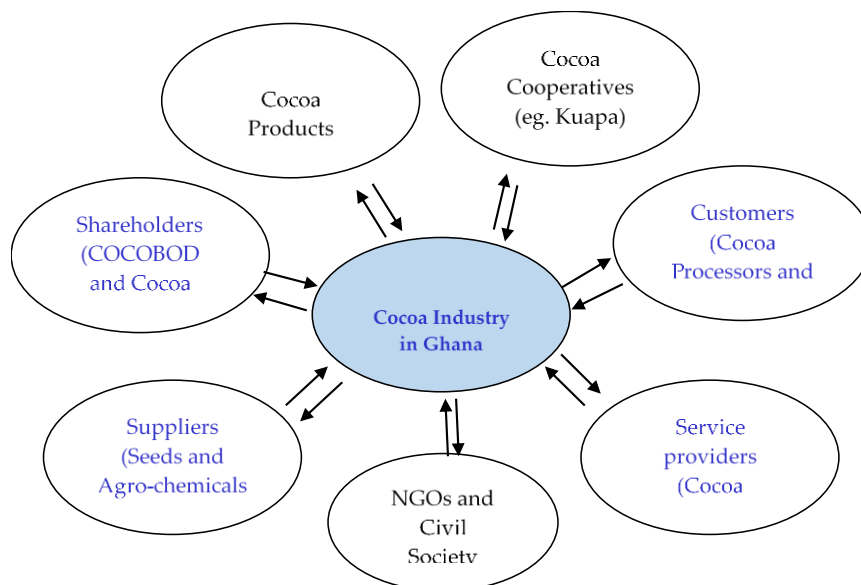 Cocoa
Products
Cocoa
Cooperatives
(eg. Kuapa)
Shareholders
(COCOBOD
and Cocoa
Customers
(Cocoa
Processors and
Cocoa Industry
in Ghana
Suppliers
(Seeds and
Agro-chemicals
NGOs and
Civil
Society
Service
providers
(Cocoa